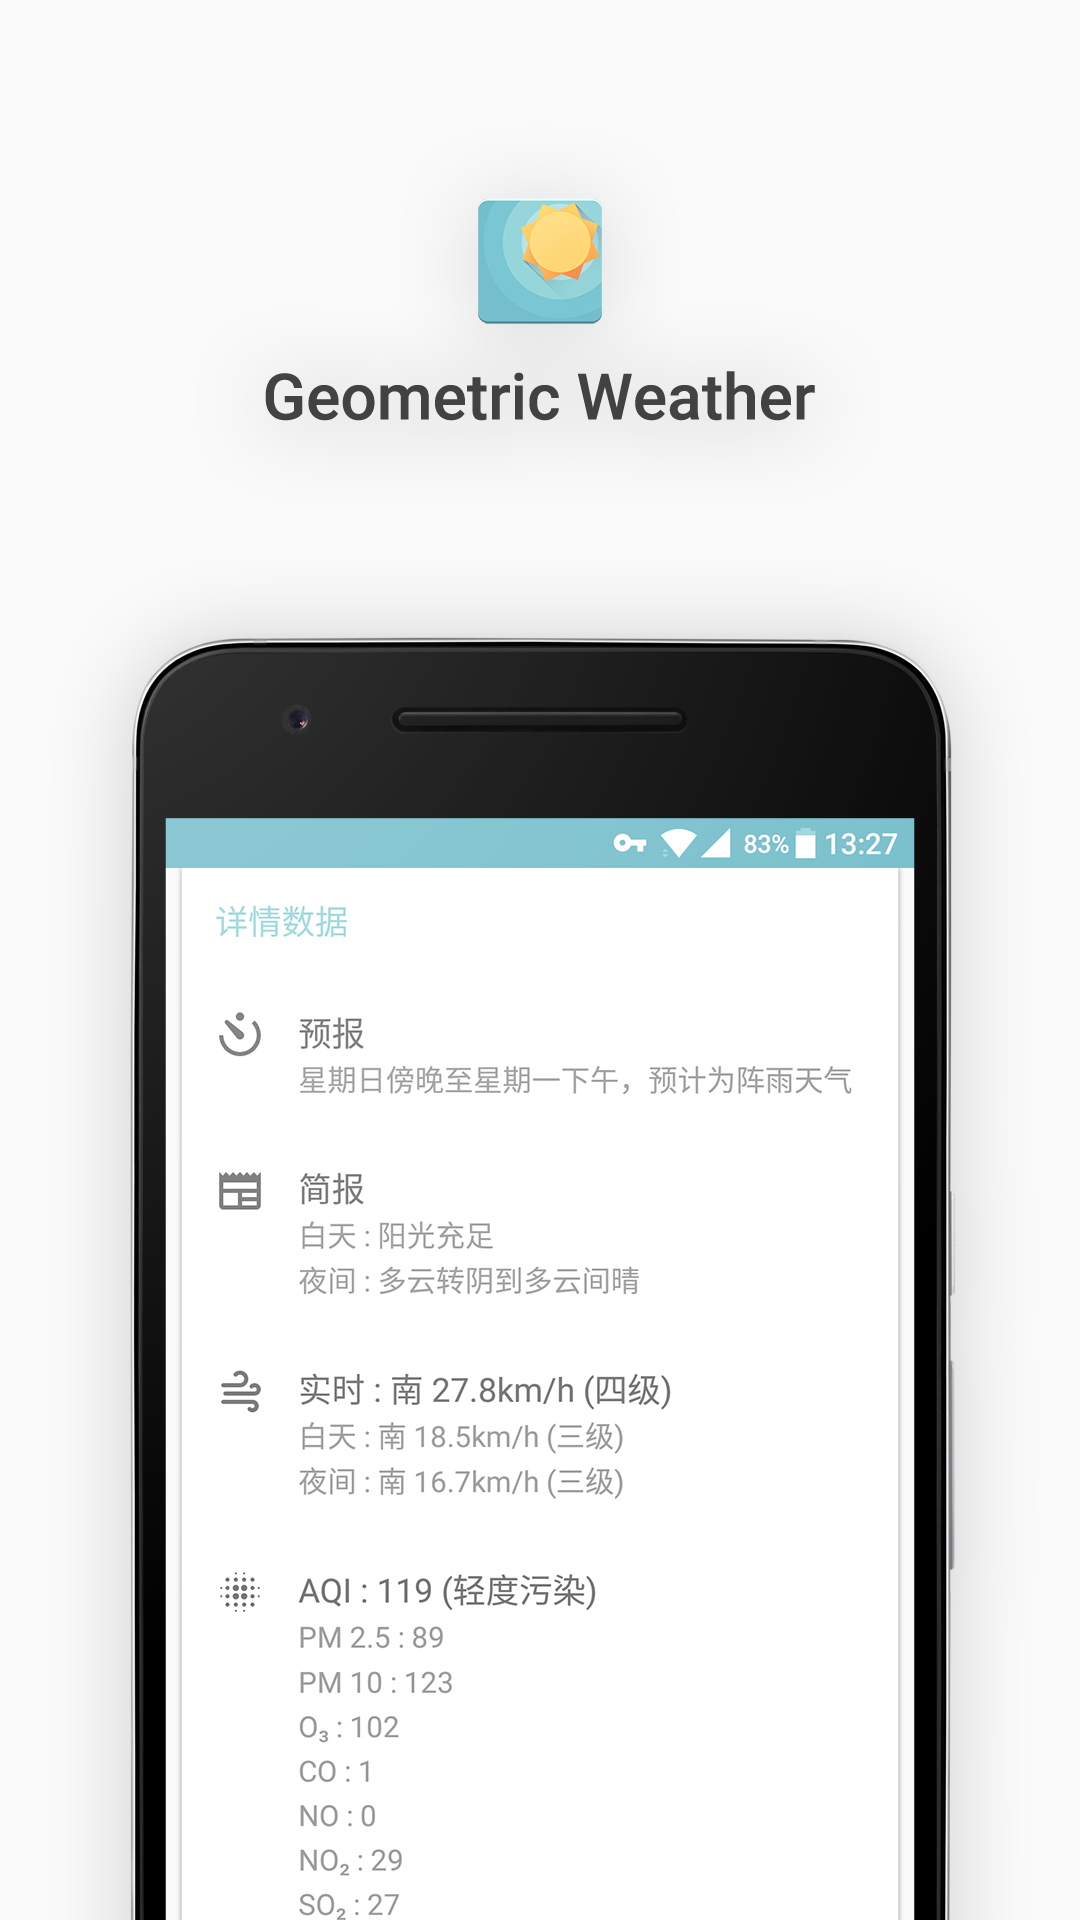 Geometric Weather
83% 13:27
详情数据
预报
星期日傍晚至星期一下午，预计为阵雨天气
简报
白天 : 阳光充足
夜间 : 多云转阴到多云间晴
实时 : 南 27.8km/h (四级)
白天 : 南 18.5km/h (三级)
夜间 : 南 16.7km/h (三级)
AQI : 119 (轻度污染)
PM 2.5 : 89
PM 10 : 123
O₃ : 102
CO : 1
NO : 0
NO₂ : 29
SO₂ : 27